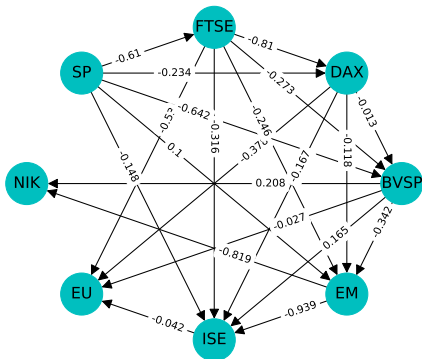 FTSE
-0.61
-0.81
SP
-0.234
DAX
-0.273
-0.013
-0.642
-0.246
-0.316
0.1
-0.118
-0.148
-0.167
NIK
0.208
BVSP
-0.027
0.165
-0.342
-0.819
EU
EM
-0.939
-0.042
ISE